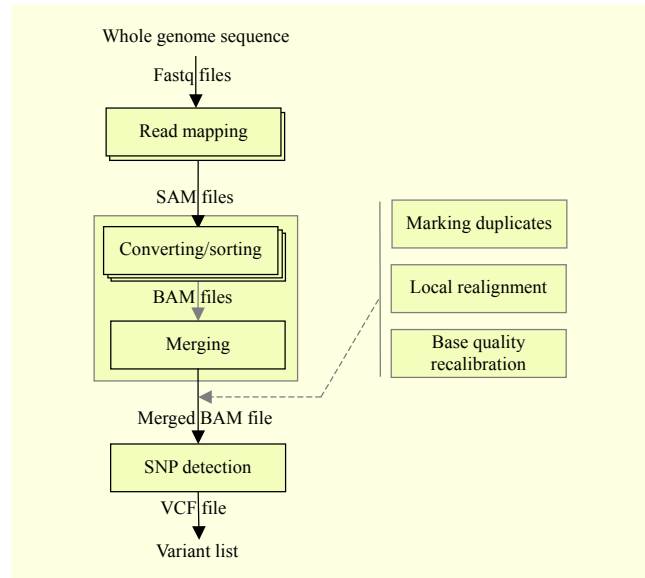 Whole genome sequence
Fastq files
Read mapping
SAM files
Converting/sorting
BAM files
Merging
Marking duplicates
Local realignment
Base quality
recalibration
Merged BAM file
SNP detection
VCF file
Variant list